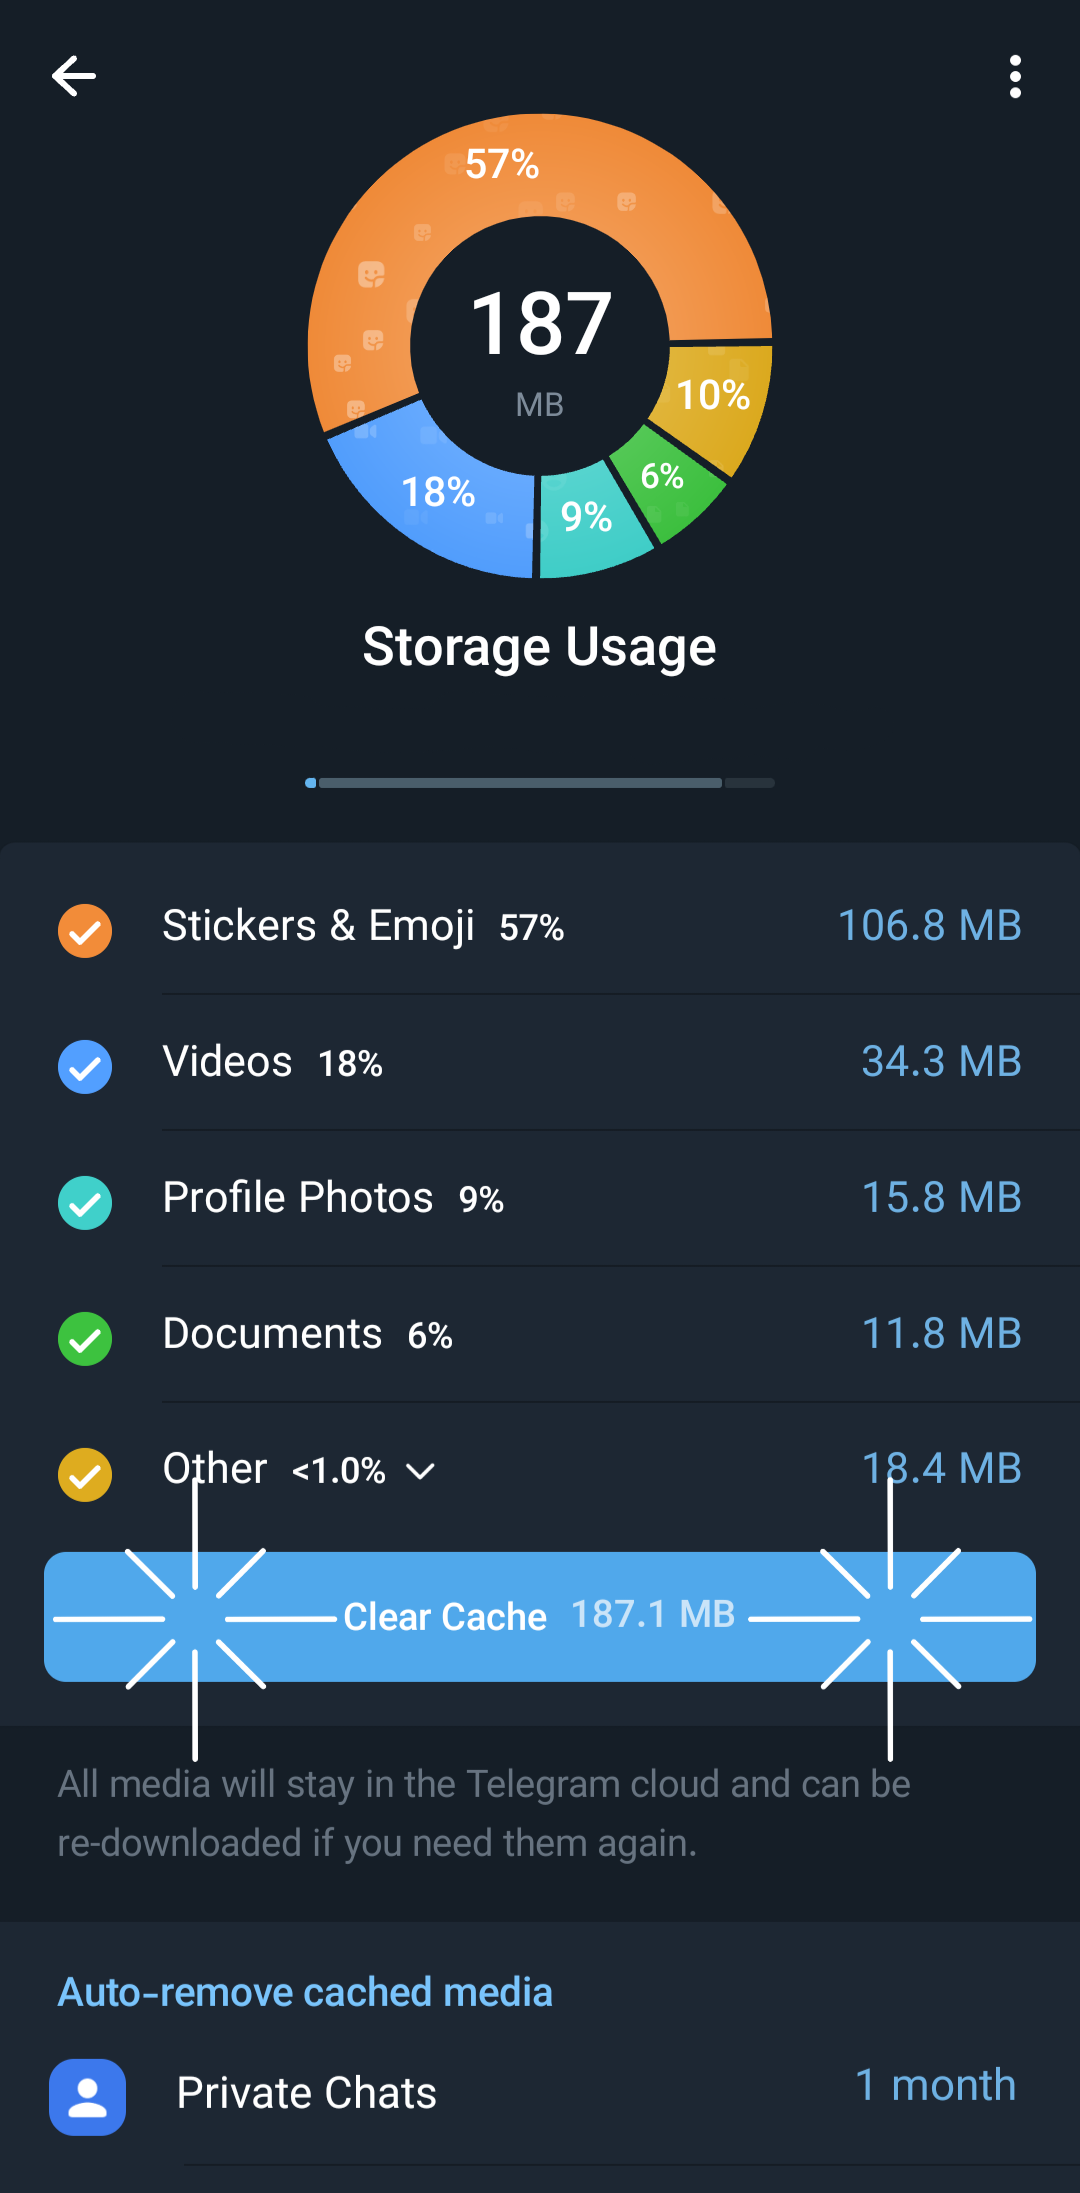 57%
187
MB
10%
6%
18%
9%
Storage Usage
Stickers & Emoji 57% 106.8 MB
Videos 18% 34.3 MB
Profile Photos 9% 15.8 MB
Documents 6% 11.8 MB
Other <1.0% 18.4 MB
Clear Cache 187.1 MB
All media will stay in the Telegram cloud and can be
re-downloaded if you need them again.
Auto-remove cached media
Private Chats 1 month